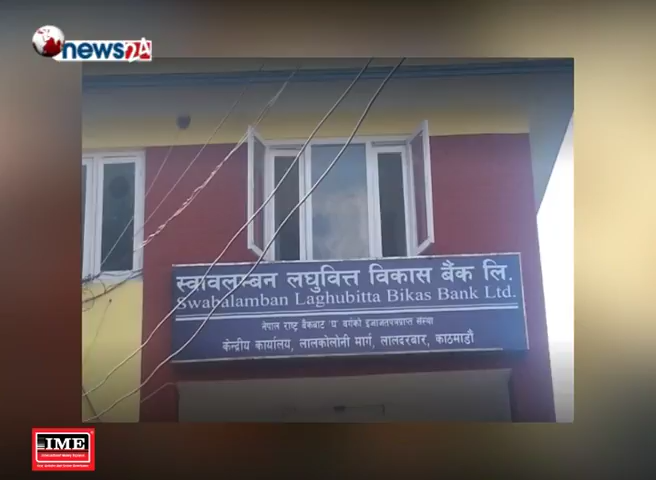 news24
स्वावलम्बन लघुवित्त विकास बैंक लि.
Swabalamban Laghubitta Bikas Bank Ltd.
नेपाल राष्ट्र बैंकबाट घ वर्गको इजाजतपत्रप्राप्त संस्था
केन्द्रीय कार्यालय, लालकोलोनी मार्ग, लालदरबार, काठमाडौं
IME